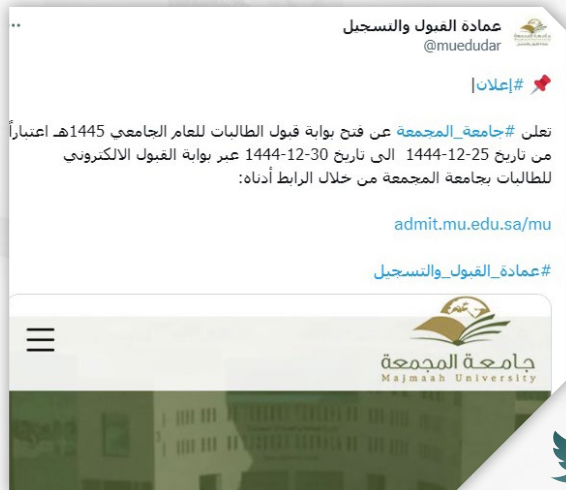 عمادة القبول والتسجيل
@muedudar
#إعلان|
تعلن #جامعة_المجمعة عن فتح بوابة قبول الطالبات للعام الجامعي 1445هـ اعتباراً
من تاريخ 25-12-1444 الى تاريخ 30-12-1444 عبر بوابة القبول الالكتروني
للطالبات بجامعة المجمعة من خلال الرابط أدناه:
admit.mu.edu.sa/mu
#عمادة_القبول_والتسجيل
جامعة المجمعة
Majmaah University